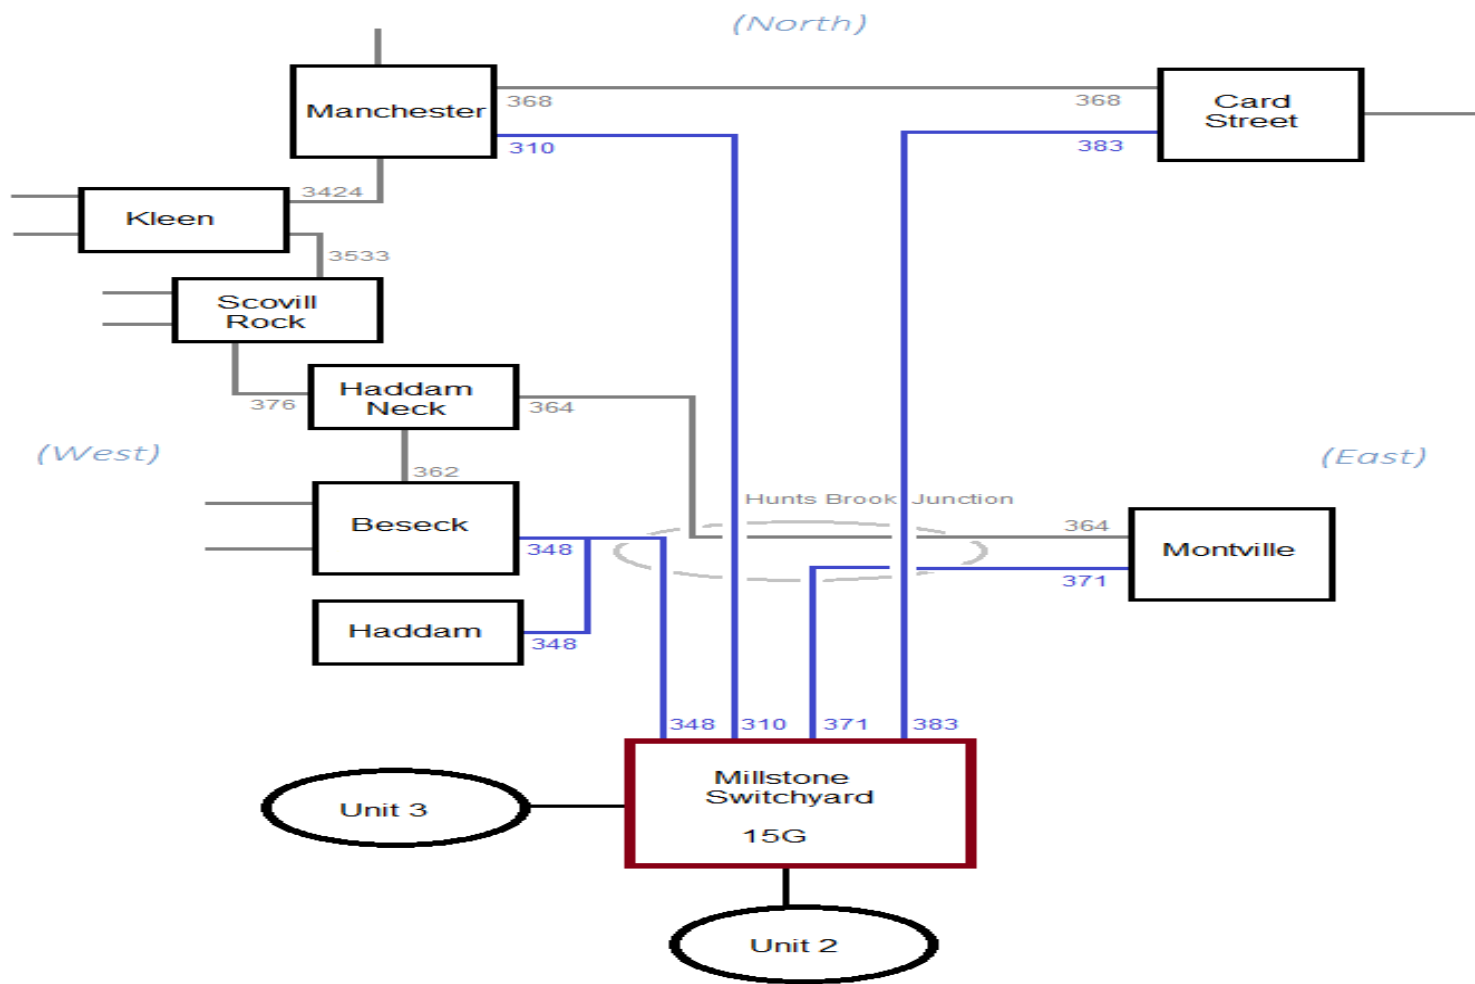 (North)
Manchester
368
368
Card
Street
310
383
3424
Kleen
3533
Scovill
Rock
Haddam
Neck
376
364
(West)
(East)
362
Hunts Brook Junction
Beseck
364
348
Montville
371
Haddam
348
348
310
371
383
Millstone
Switchyard
15G
Unit 3
Unit 2